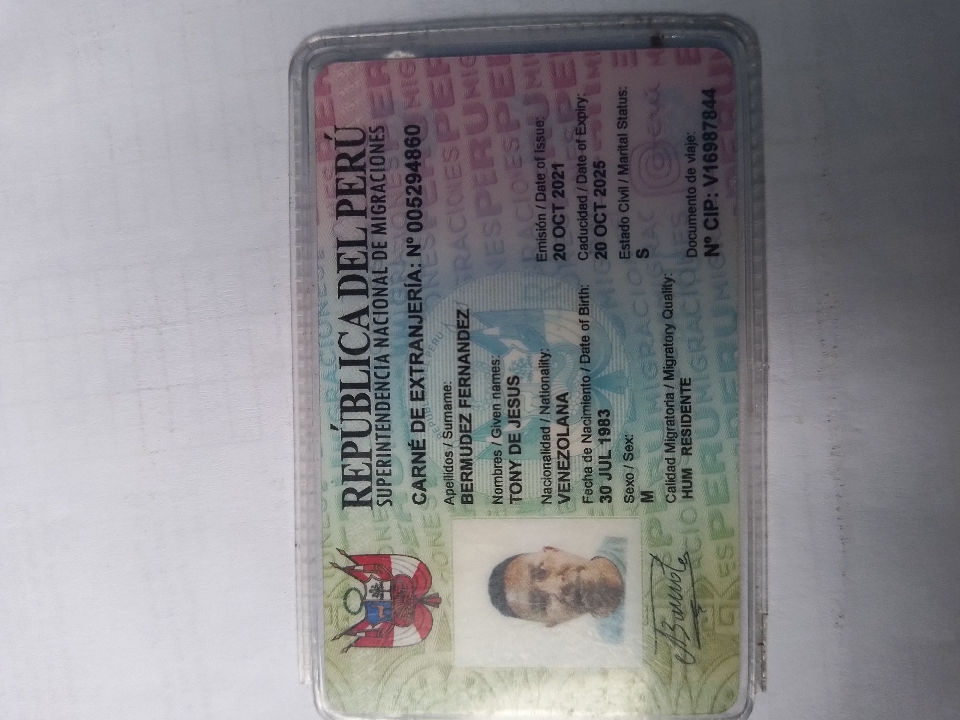 REPÚBLICA DEL PERÚ
SUPERINTENDENCIA NACIONAL DE MIGRACIONES
CARNÉ DE EXTRANJERÍA: N° 005294860
Apellidos / Surname:
BERMUDEZ FERNANDEZ
Nombres / Given names:
TONY DE JESUS
Nacionalidad / Nationality:
VENEZOLANA
Fecha de Nacimiento / Date of Birth:
30 JUL 1983
Sexo / Sex:
M
Calidad Migratoria / Migratory Quality:
HUM RESIDENTE
Emisión / Date of Issue:
20 OCT 2021
Caducidad / Date of Expiry:
20 OCT 2025
Estado Civil / Marital Status:
S
Documento de viaje:
N° CIP: V16987844